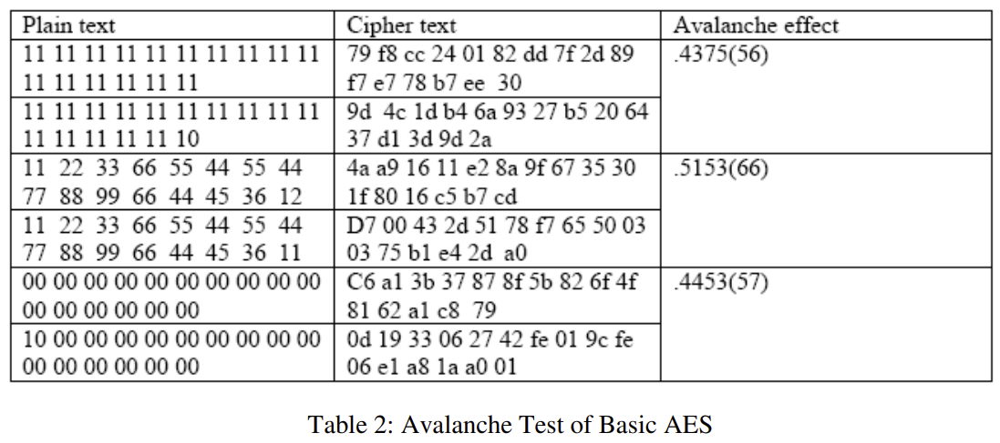 Plain text Cipher text Avalanche effect
11 11 11 11 11 11 11 11 11 11 79 f8 cc 24 01 82 dd 7f 2d 89 .4375(56)
11 11 11 11 11 11 f7 e7 78 b7 ee 30
11 11 11 11 11 11 11 11 11 11 9d 4c 1d b4 6a 93 27 b5 20 64
11 11 11 11 11 10 37 d1 3d 9d 2a
11 22 33 66 55 44 55 44 4a a9 16 11 e2 8a 9f 67 35 30 .5153(66)
77 88 99 66 44 45 36 12 1f 80 16 c5 b7 cd
11 22 33 66 55 44 55 44 D7 00 43 2d 51 78 f7 65 50 03
77 88 99 66 44 45 36 11 03 75 b1 e4 2d a0
00 00 00 00 00 00 00 00 00 00 C6 a1 3b 37 87 8f 5b 82 6f 4f .4453(57)
00 00 00 00 00 00 81 62 a1 c8 79
10 00 00 00 00 00 00 00 00 00 0d 19 33 06 27 42 fe 01 9c fe
00 00 00 00 00 00 06 e1 a8 1a a0 01
Table 2: Avalanche Test of Basic AES